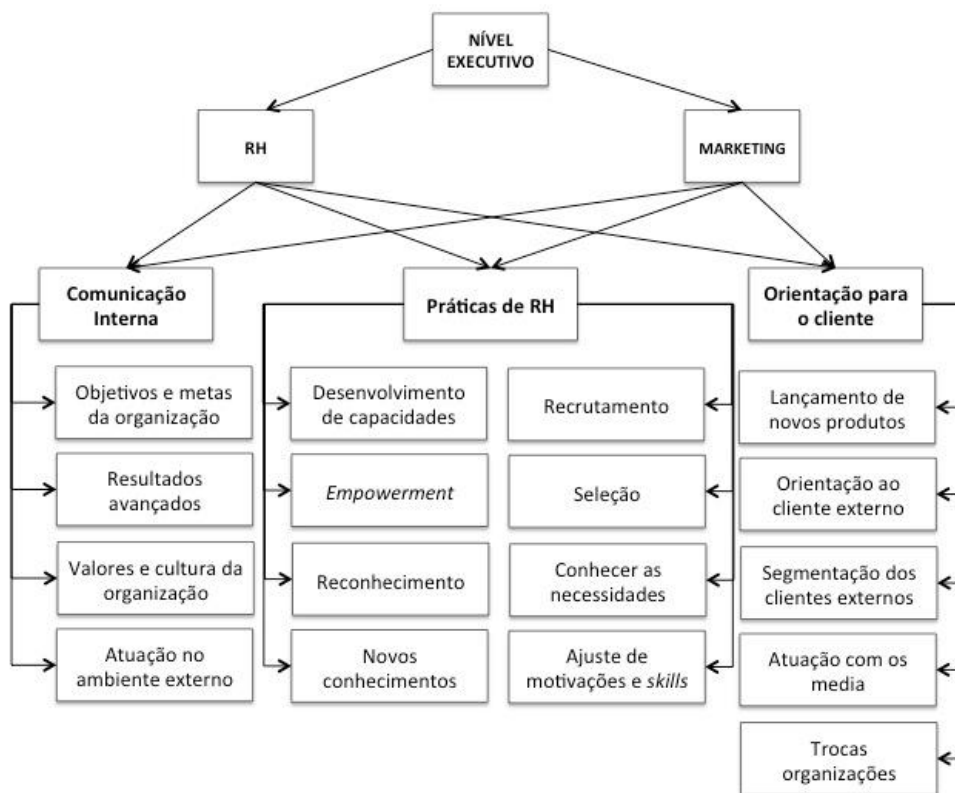 NÍVEL
EXECUTIVO
RH
MARKETING
Comunicação
Interna
Práticas de RH
Orientação para
o cliente
Objetivos e metas
da organização
Resultados
avançados
Valores e cultura da
organização
Atuação no
ambiente externo
Desenvolvimento
de capacidades
Empowerment
Reconhecimento
Novos
conhecimentos
Recrutamento
Seleção
Conhecer as
necessidades
Ajuste de
motivações e skills
Lançamento de
novos produtos
Orientação ao
cliente externo
Segmentação dos
clientes externos
Atuação com os
media
Trocas
organizações